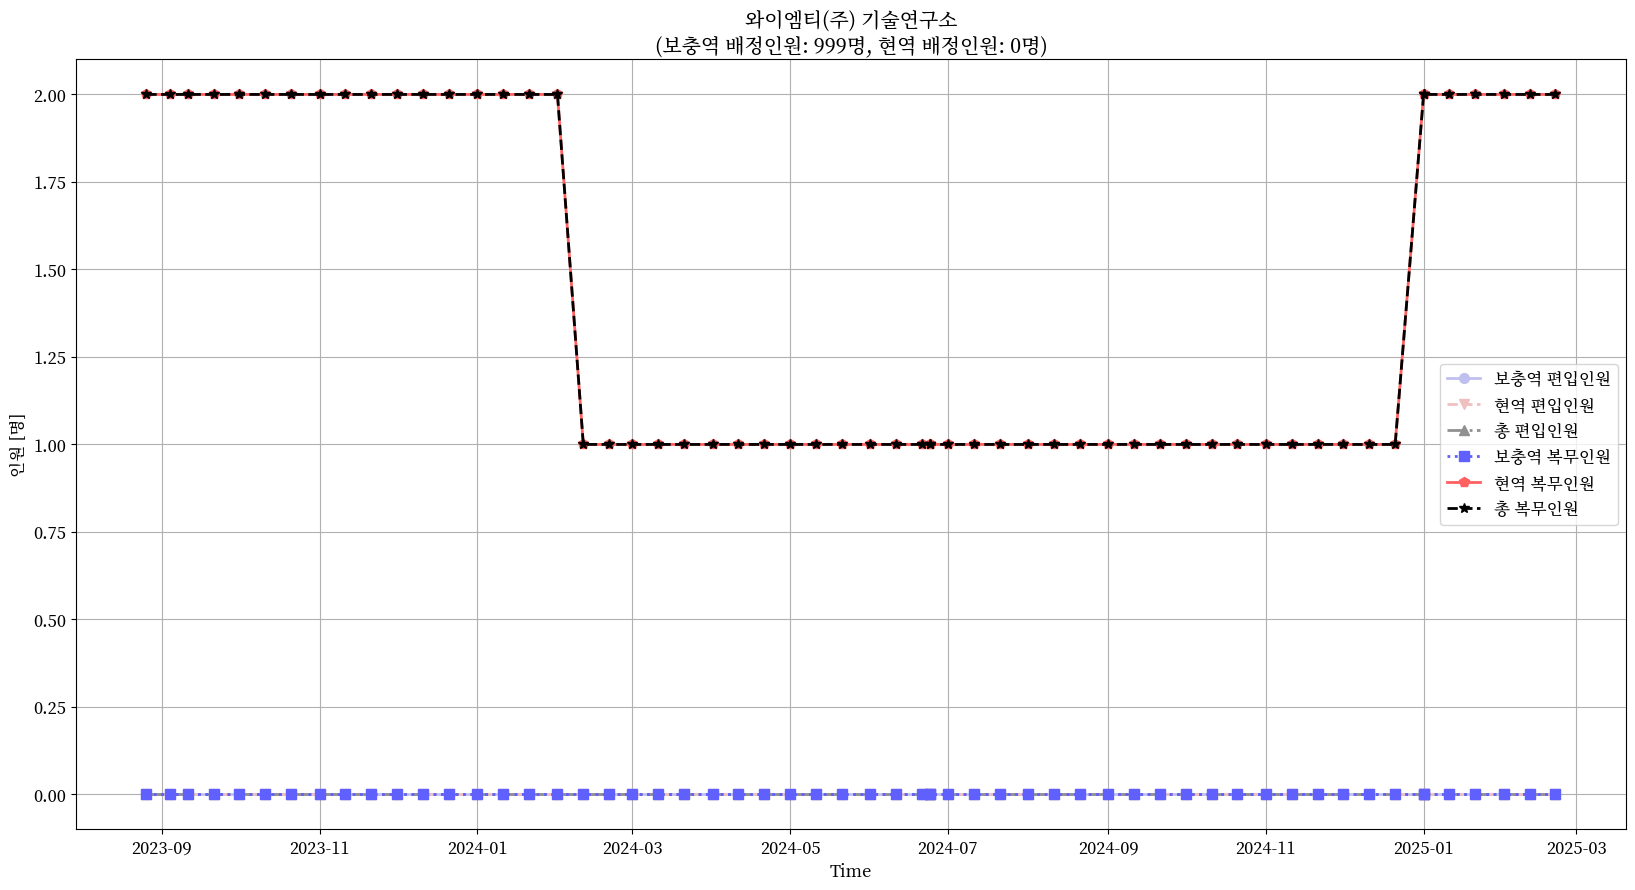 와이엠티(주) 기술연구소
(보충역 배정인원: 999명, 현역 배정인원: 0명)
2.00
1.75
1.50
1.25
1.00
0.75
0.50
0.25
0.00
인원 [명]
보충역 편입인원
현역 편입인원
총 편입인원
보충역 복무인원
현역 복무인원
총 복무인원
2023-09 2023-11 2024-01 2024-03 2024-05 2024-07 2024-09 2024-11 2025-01 2025-03
Time